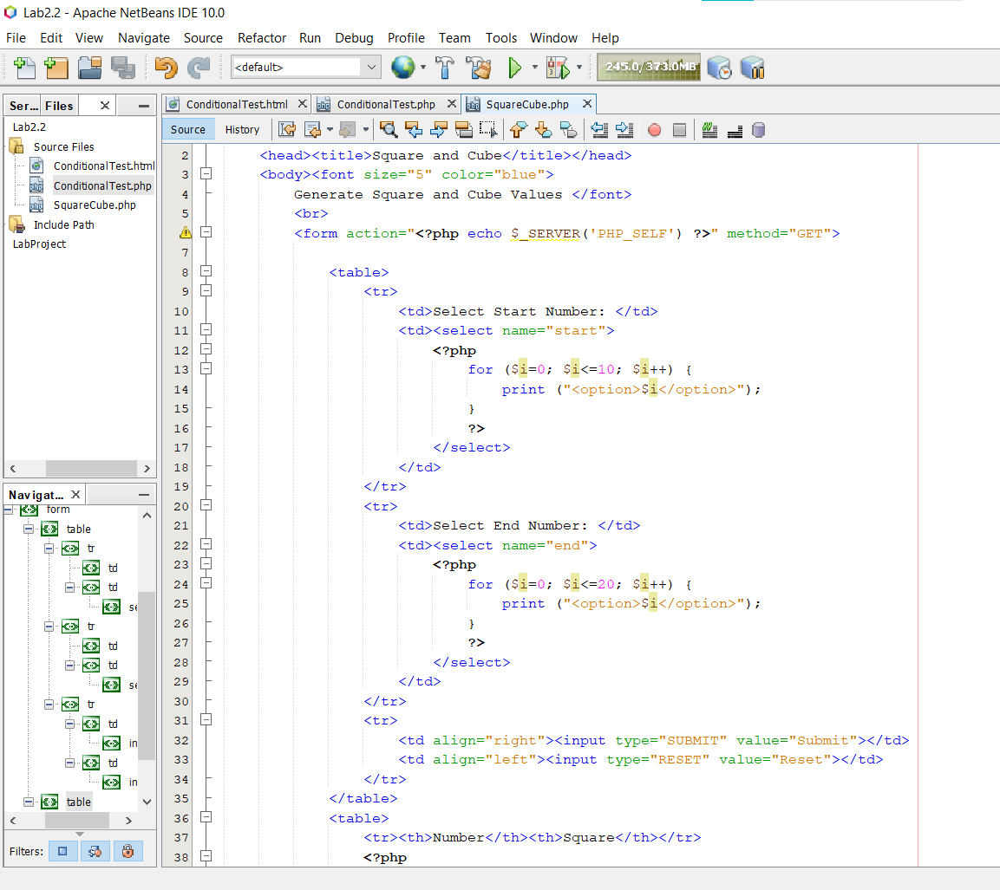 Lab2.2 - Apache NetBeans IDE 10.0
File Edit View Navigate Source Refactor Run Debug Profile Team Tools Window Help
<default>
245.0/373.0MB
Ser... Files
ConditionalTest.html ConditionalTest.php SquareCube.php
Source History
Lab2.2
Source Files
ConditionalTest.html
ConditionalTest.php
SquareCube.php
Include Path
LabProject
Navigat...
form
table
tr
td
td
se
tr
td
td
se
tr
td
in
td
in
table
Filters:
2 <head><title>Square and Cube</title></head>
3 <body><font size="5" color="blue">
4 Generate Square and Cube Values </font>
5 <br>
<form action="<?php echo $_SERVER('PHP_SELF') ?>" method="GET">
7
8 <table>
9 <tr>
10 <td>Select Start Number: </td>
11 <td><select name="start">
12 <?php
13 for ($i=0; $i<=10; $i++) {
14 print ("<option>$i</option>");
15 }
16 ?>
17 </select>
18 </td>
19 </tr>
20 <tr>
21 <td>Select End Number: </td>
22 <td><select name="end">
23 <?php
24 for ($i=0; $i<=20; $i++) {
25 print ("<option>$i</option>");
26 }
27 ?>
28 </select>
29 </td>
30 </tr>
31 <tr>
32 <td align="right"><input type="SUBMIT" value="Submit"></td>
33 <td align="left"><input type="RESET" value="Reset"></td>
34 </tr>
35 </table>
36 <table>
37 <tr><th>Number</th><th>Square</th></tr>
38 <?php